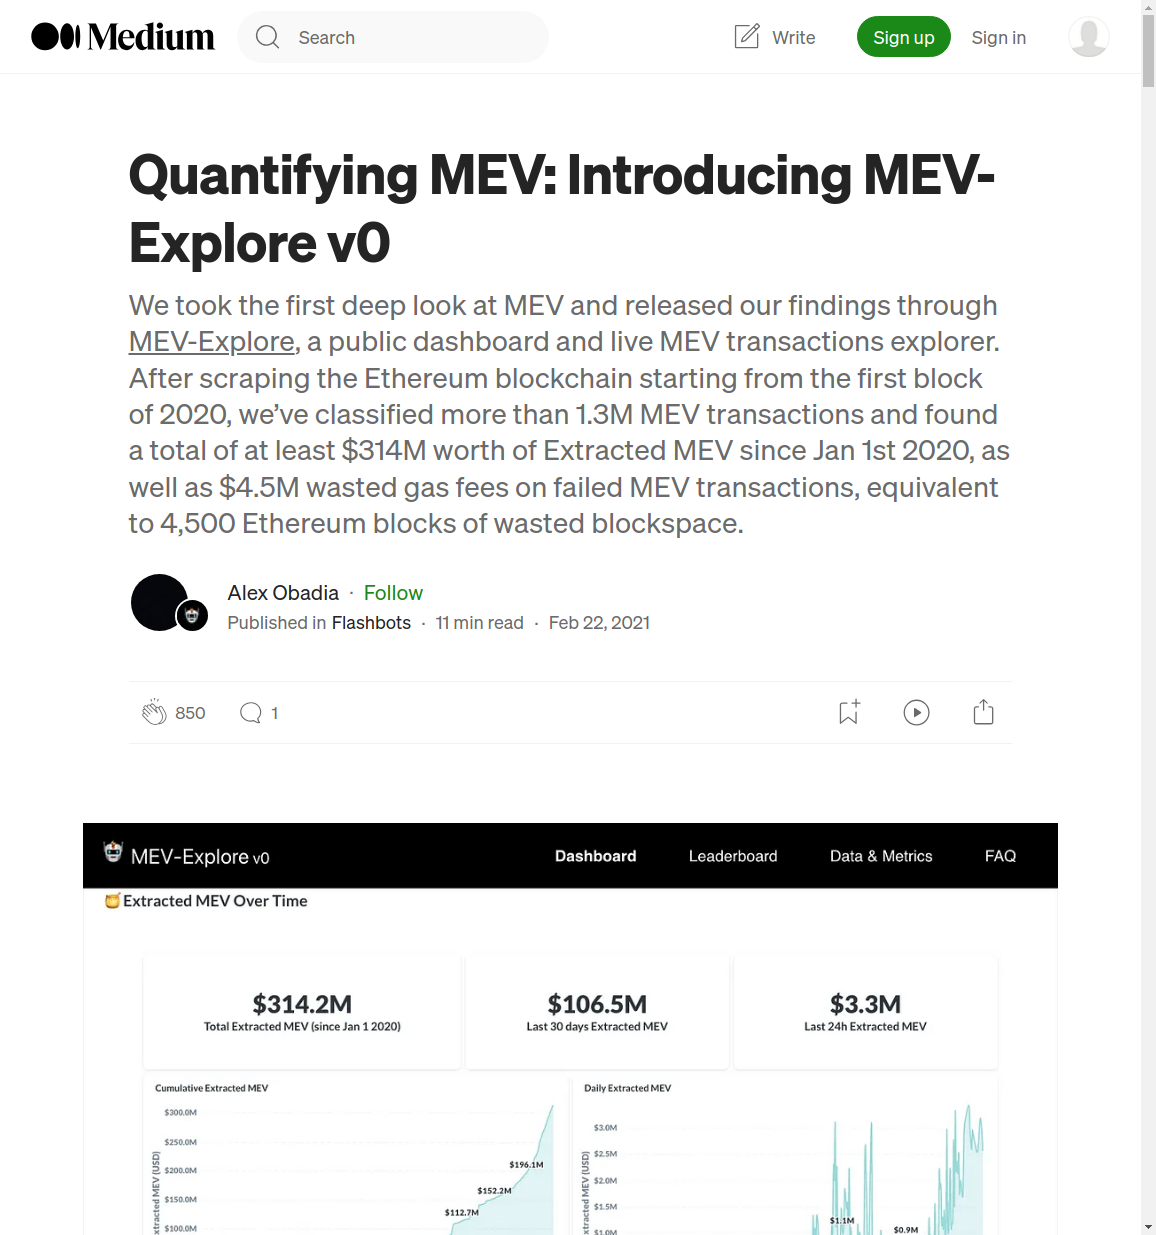 Medium
Search
Write
Sign up
Sign in
Quantifying MEV: Introducing MEV-
Explore v0
We took the first deep look at MEV and released our findings through
MEV-Explore, a public dashboard and live MEV transactions explorer.
After scraping the Ethereum blockchain starting from the first block
of 2020, we’ve classified more than 1.3M MEV transactions and found
a total of at least $314M worth of Extracted MEV since Jan 1st 2020, as
well as $4.5M wasted gas fees on failed MEV transactions, equivalent
to 4,500 Ethereum blocks of wasted blockspace.
Alex Obadia · Follow
Published in Flashbots · 11 min read · Feb 22, 2021
850
1
MEV-Explore v0
Dashboard
Leaderboard
Data & Metrics
FAQ
Extracted MEV Over Time
$314.2M
Total Extracted MEV (since Jan 1 2020)
$106.5M
Last 30 days Extracted MEV
$3.3M
Last 24h Extracted MEV
Cumulative Extracted MEV
$300.0M
$250.0M
$200.0M
$150.0M
$100.0M
$196.1M
$152.2M
$112.7M
Daily Extracted MEV
$3.0M
$2.5M
$2.0M
$1.5M
$1.0M
$1.1M
$0.9M